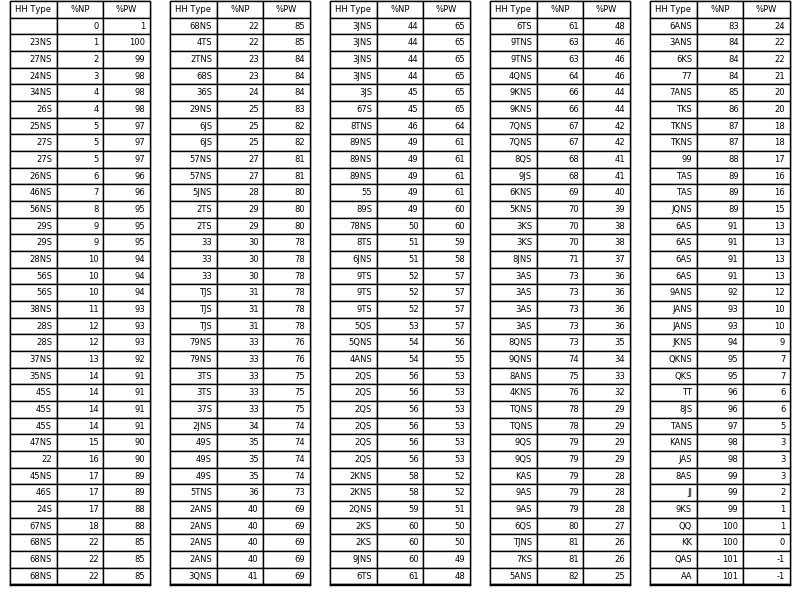 HH Type %NP %PW
0 1
23NS 1 100
27NS 2 99
24NS 3 98
34NS 4 98
26S 4 98
25NS 5 97
27S 5 97
27S 5 97
26NS 6 96
46NS 7 96
56NS 8 95
29S 9 95
29S 9 95
28NS 10 94
56S 10 94
56S 10 94
38NS 11 93
28S 12 93
28S 12 93
37NS 13 92
35NS 14 91
45S 14 91
45S 14 91
45S 14 91
47NS 15 90
22 16 90
45NS 17 89
46S 17 89
24S 17 88
67NS 18 88
68NS 22 85
68NS 22 85
68NS 22 85
HH Type %NP %PW
68NS 22 85
4TS 22 85
2TNS 23 84
68S 23 84
36S 24 84
29NS 25 83
6JS 25 82
6JS 25 82
57NS 27 81
57NS 27 81
5JNS 28 80
2TS 29 80
2TS 29 80
33 30 78
33 30 78
33 30 78
TJS 31 78
TJS 31 78
TJS 31 78
79NS 33 76
79NS 33 76
3TS 33 75
3TS 33 75
37S 33 75
2JNS 34 74
49S 35 74
49S 35 74
49S 35 74
5TNS 36 73
2ANS 40 69
2ANS 40 69
2ANS 40 69
2ANS 40 69
3QNS 41 69
HH Type %NP %PW
3JNS 44 65
3JNS 44 65
3JNS 44 65
3JNS 44 65
3JS 45 65
67S 45 65
8TNS 46 64
89NS 49 61
89NS 49 61
89NS 49 61
55 49 61
89S 49 60
78NS 50 60
8TS 51 59
6JNS 51 58
9TS 52 57
9TS 52 57
9TS 52 57
5QS 53 57
5QNS 54 56
4ANS 54 55
2QS 56 53
2QS 56 53
2QS 56 53
2QS 56 53
2QS 56 53
2QS 56 53
2KNS 58 52
2KNS 58 52
2QNS 59 51
2KS 60 50
2KS 60 50
9JNS 60 49
6TS 61 48
HH Type %NP %PW
6TS 61 48
9TNS 63 46
9TNS 63 46
4QNS 64 46
9KNS 66 44
9KNS 66 44
7QNS 67 42
7QNS 67 42
8QS 68 41
9JS 68 41
6KNS 69 40
5KNS 70 39
3KS 70 38
3KS 70 38
8JNS 71 37
3AS 73 36
3AS 73 36
3AS 73 36
3AS 73 36
8QNS 73 35
9QNS 74 34
8ANS 75 33
4KNS 76 32
TQNS 78 29
TQNS 78 29
9QS 79 29
9QS 79 29
KAS 79 28
9AS 79 28
9AS 79 28
6QS 80 27
TJNS 81 26
7KS 81 26
5ANS 82 25
HH Type %NP %PW
6ANS 83 24
3ANS 84 22
6KS 84 22
77 84 21
7ANS 85 20
TKS 86 20
TKNS 87 18
TKNS 87 18
99 88 17
TAS 89 16
TAS 89 16
JQNS 89 15
6AS 91 13
6AS 91 13
6AS 91 13
6AS 91 13
9ANS 92 12
JANS 93 10
JANS 93 10
JKNS 94 9
QKNS 95 7
QKS 95 7
TT 96 6
8JS 96 6
TANS 97 5
KANS 98 3
JAS 98 3
8AS 99 3
JJ 99 2
9KS 99 1
QQ 100 1
KK 100 0
QAS 101 -1
AA 101 -1